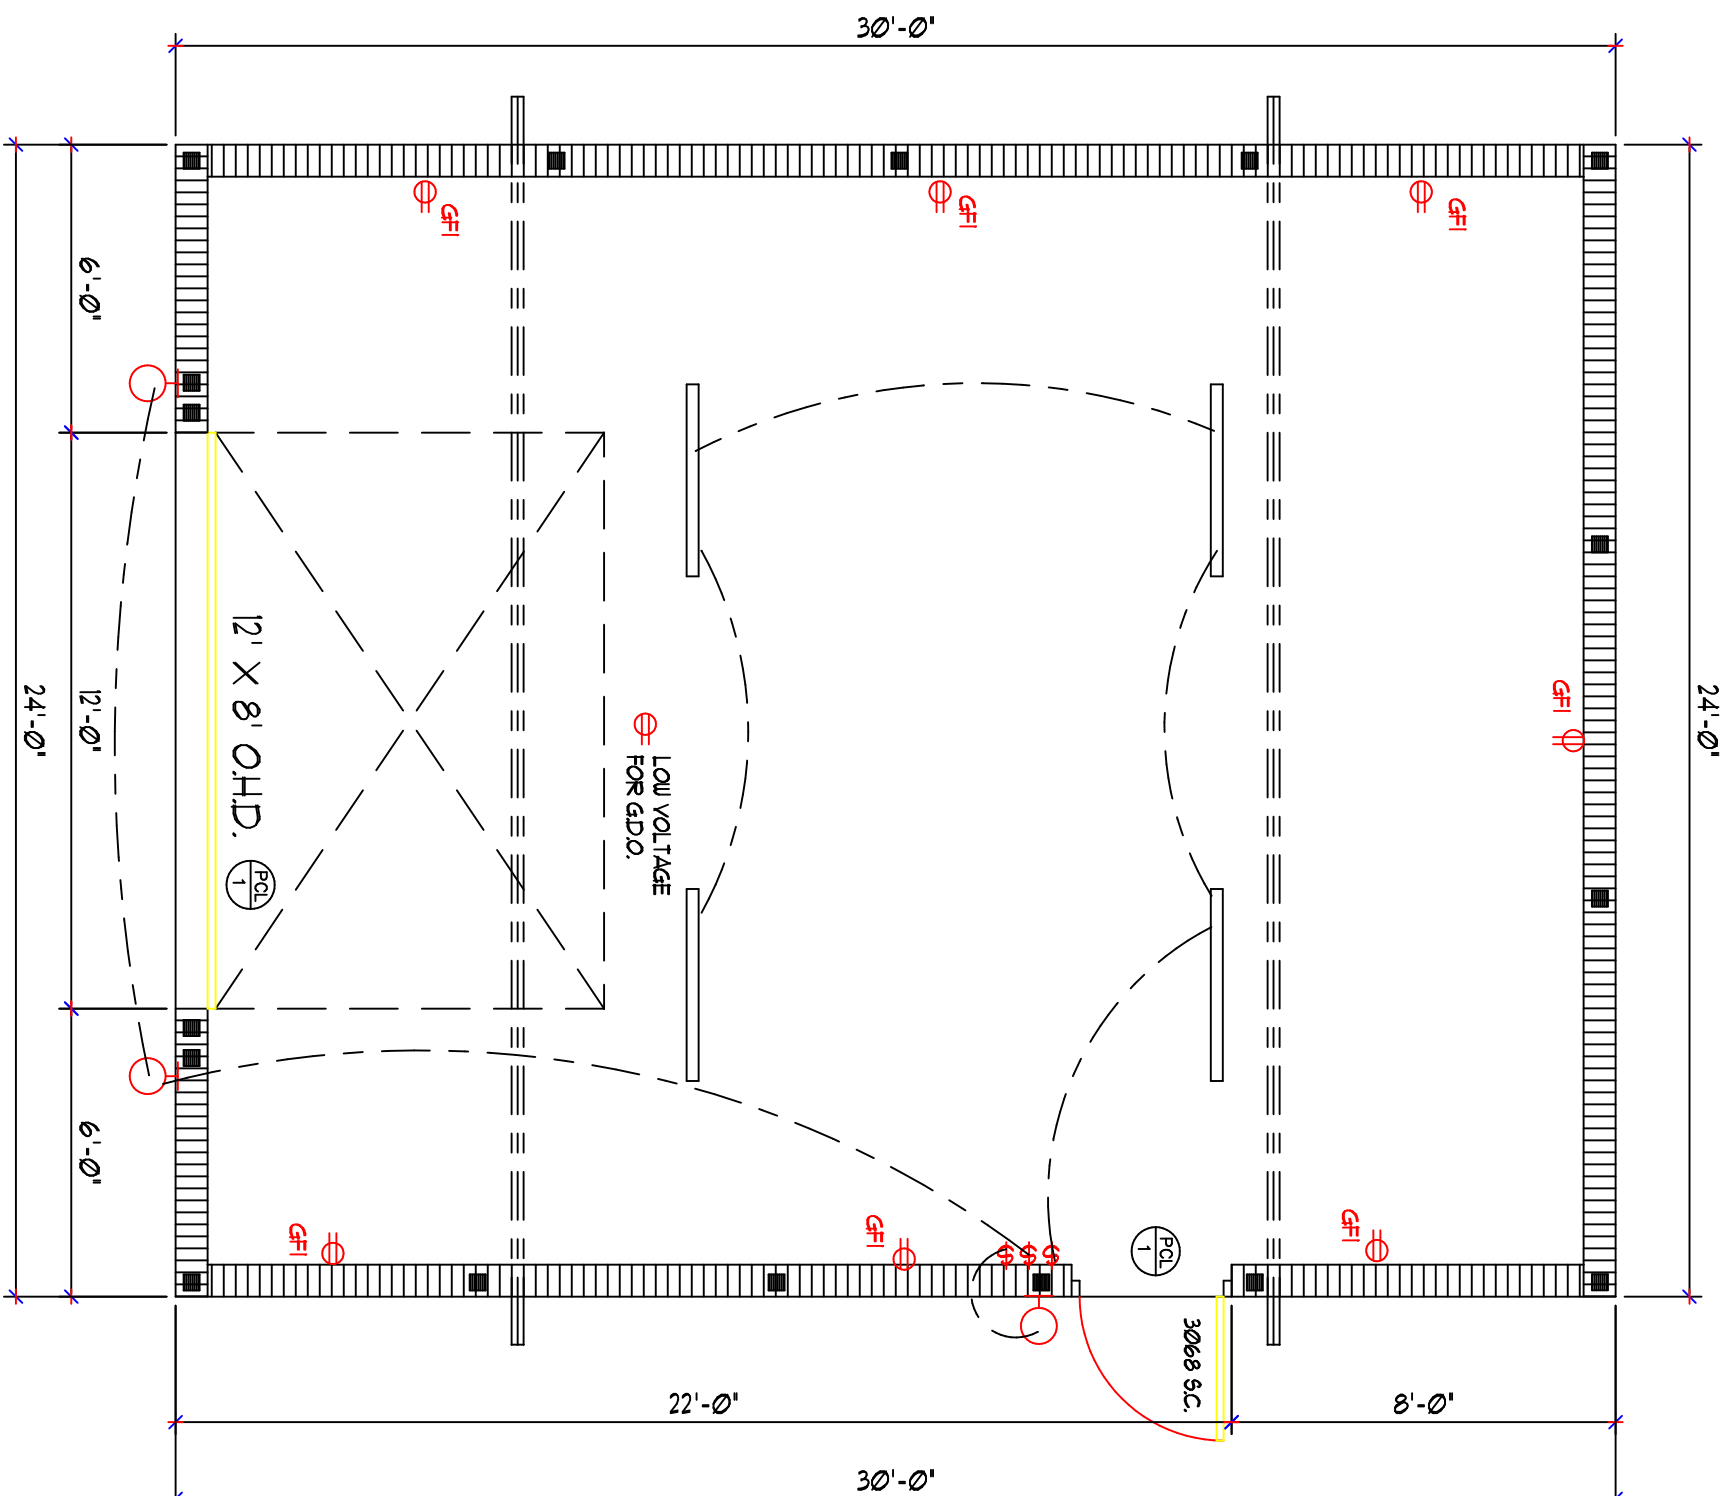 30'-0"
24'-0"
GFI
GFI
GFI
6'-0"
12'-0"
24'-0"
6'-0"
12' X 8' O.H.D.
PCL
1
LOW VOLTAGE
FOR G.D.O.
GFI
GFI
GFI
GFI
$ $ $
PCL
1
3068 S.C.
22'-0"
8'-0"
30'-0"